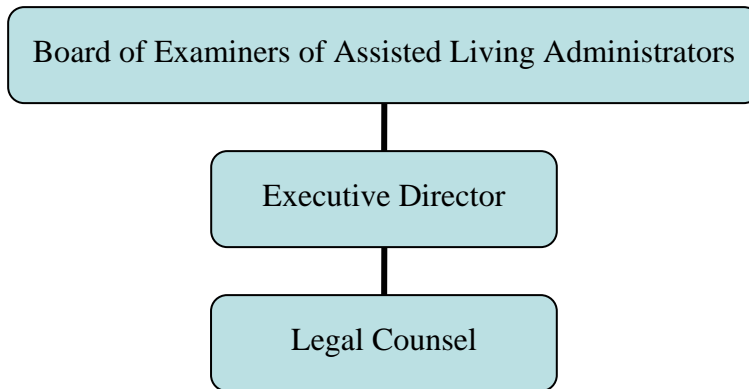 Board of Examiners of Assisted Living Administrators
Executive Director
Legal Counsel